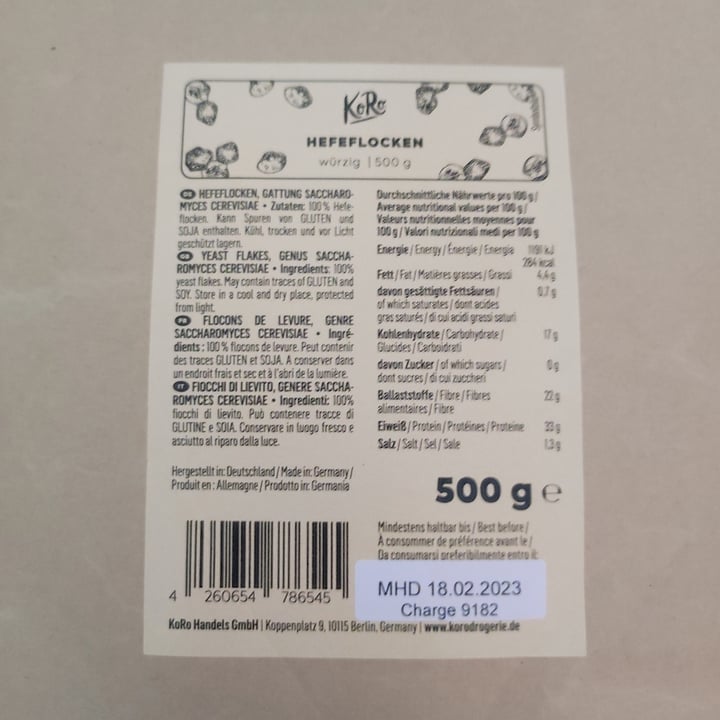 KoRo
HEFEFLOCKEN
würzig | 500 g
DE HEFEFLOCKEN, GATTUNG SACCHARO-
MYCES CEREVISIAE • Zutaten: 100 % Hefe-
flocken. Kann Spuren von GLUTEN und
SOJA enthalten. Kühl, trocken und vor Licht
geschützt lagern.
YEAST FLAKES, GENUS SACCHA-
ROMYCES CEREVISIAE • Ingredients: 100%
yeast flakes. May contain traces of GLUTEN and
SOY. Store in a cool and dry place, protected
from light.
FR FLOCONS DE LEVURE, GENRE
SACCHAROMYCES CEREVISIAE • Ingré-
dients : 100 % flocons de levure. Peut contenir
des traces GLUTEN et SOJA. A conserver dans
un endroit frais et sec et à l'abri de la lumière.
IT FIOCCHI DI LIEVITO, GENERE SACCHA-
ROMYCES CEREVISIAE • Ingredienti: 100%
fiocchi di lievito. Può contenere tracce di
GLUTINE e SOIA. Conservare in luogo fresco e
asciutto al riparo dalla luce.
Hergestellt in: Deutschland / Made in: Germany /
Produit en : Allemagne / Prodotto in: Germania
4 260654 786545
KoRo Handels GmbH | Koppenplatz 9, 10115 Berlin, Germany | www.korodrogerie.de
Durchschnittliche Nährwerte pro 100 g /
Average nutritional values per 100 g /
Valeurs nutritionnelles moyennes pour
100 g / Valori nutrizionali medi per 100 g
Energie / Energy / Énergie / Energia 1191 kJ
284 kcal
Fett / Fat / Matières grasses / Grassi 4,4 g
davon gesättigte Fettsäuren / 0,7 g
of which saturates / dont acides
gras saturés / di cui acidi grassi saturi
Kohlenhydrate / Carbohydrate / 17 g
Glucides / Carboidrati
davon Zucker / of which sugars / 0 g
dont sucres / di cui zuccheri
Ballaststoffe / Fibre / Fibres 22 g
alimentaires / Fibre
Eiweiß / Protein / Protéines / Proteine 33 g
Salz / Salt / Sel / Sale 1,3 g
500 g e
Mindestens haltbar bis / Best before /
À consommer de préférence avant le /
Da consumarsi preferibilmente entro il:
MHD 18.02.2023
Charge 9182